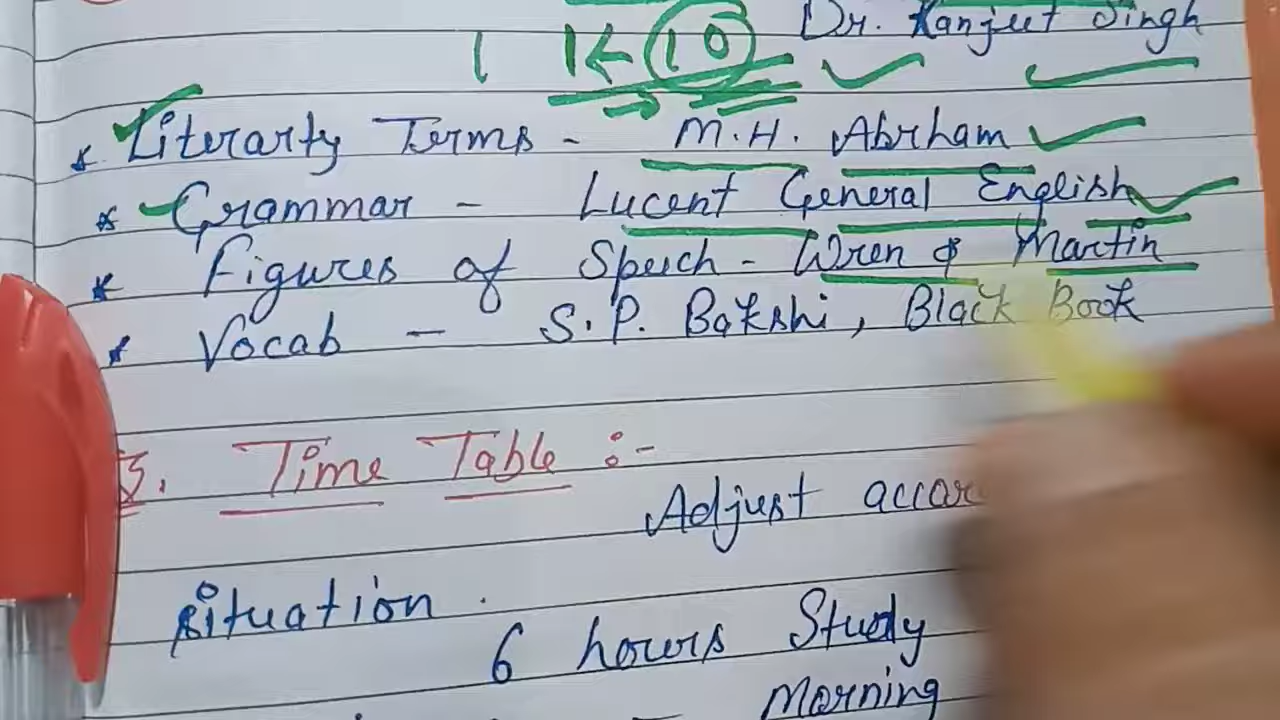 Dr. Ranjeet Singh
1 1← 10
* Literarty Terms - M.H. Abrham
* Grammar - Lucent General English
* Figures of Speech - Wren & Martin
* Vocab - S.P. Bakshi, Black Book
3. Time Table :-
Adjust
situation.
6 hours Study
Morning